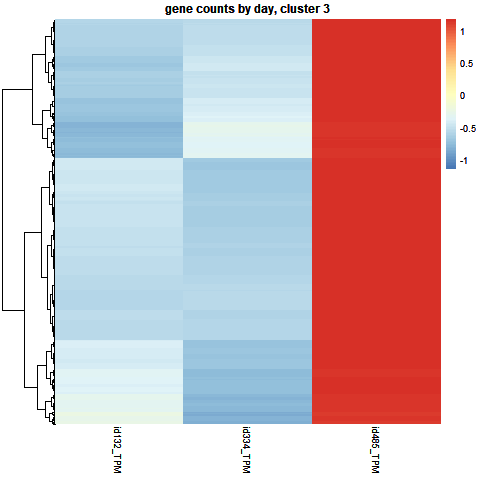 gene counts by day, cluster 3
1
0.5
0
-0.5
-1
id132_TPM
id334_TPM
id485_TPM